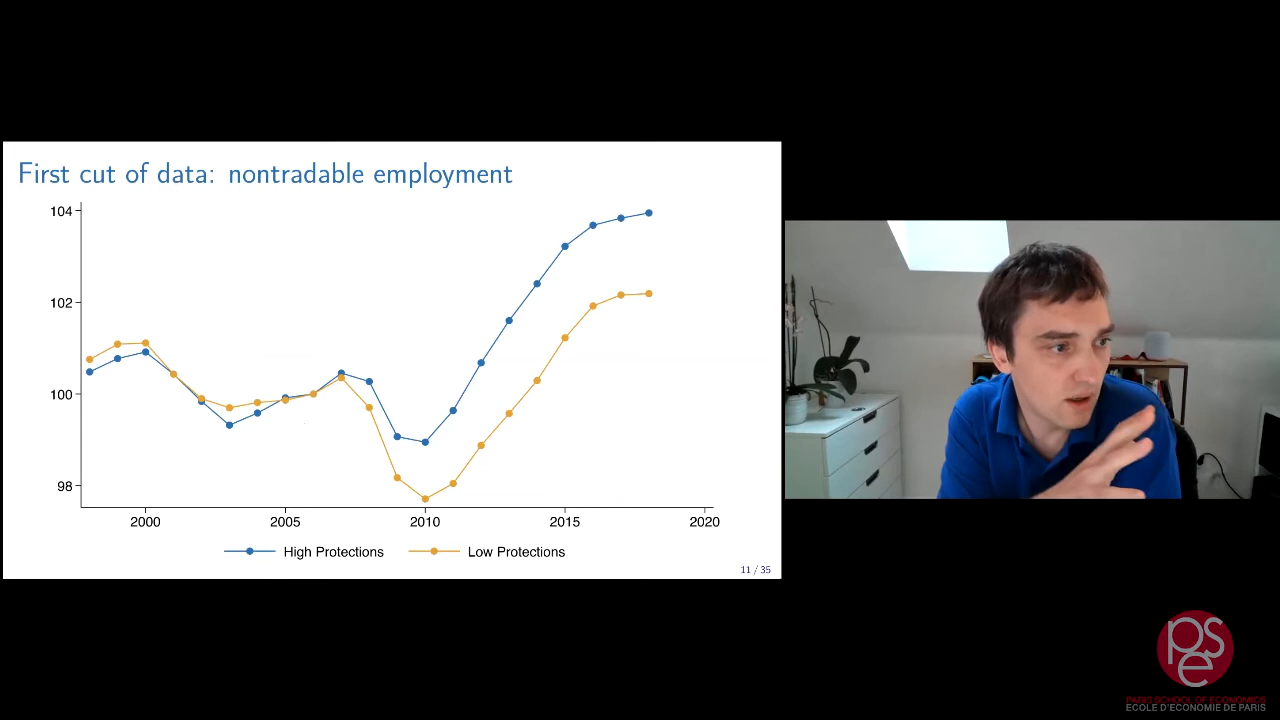 First cut of data: nontradable employment
104
102
100
98
2000 2005 2010 2015 2020
High Protections Low Protections
11 / 35
pse
PARIS SCHOOL OF ECONOMICS
ECOLE D'ECONOMIE DE PARIS